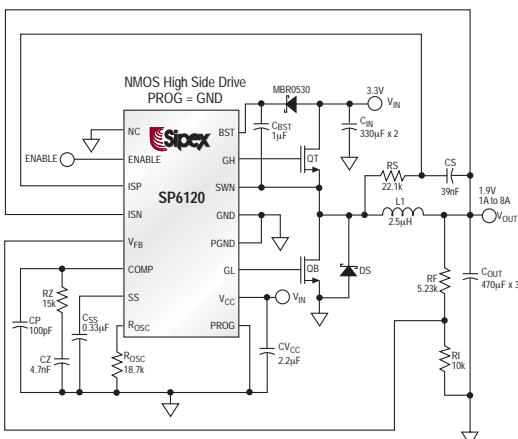 NMOS High Side Drive
PROG = GND
MBR0530
3.3V
VIN
CIN
330μF x 2
CBST
1μF
NC
Sipex
BST
ENABLE
ENABLE
GH
QT
ISP
SWN
SP6120
RS
22.1k
CS
39nF
ISN
GND
L1
2.5μH
1.9V
1A to 8A
VOUT
VFB
PGND
COMP
GL
QB
DS
RF
5.23k
COUT
470μF x 3
RZ
15k
SS
VCC
VIN
CP
100pF
CSS
0.33μF
ROSC
PROG
CZ
4.7nF
ROSC
18.7k
CVCC
2.2μF
RI
10k